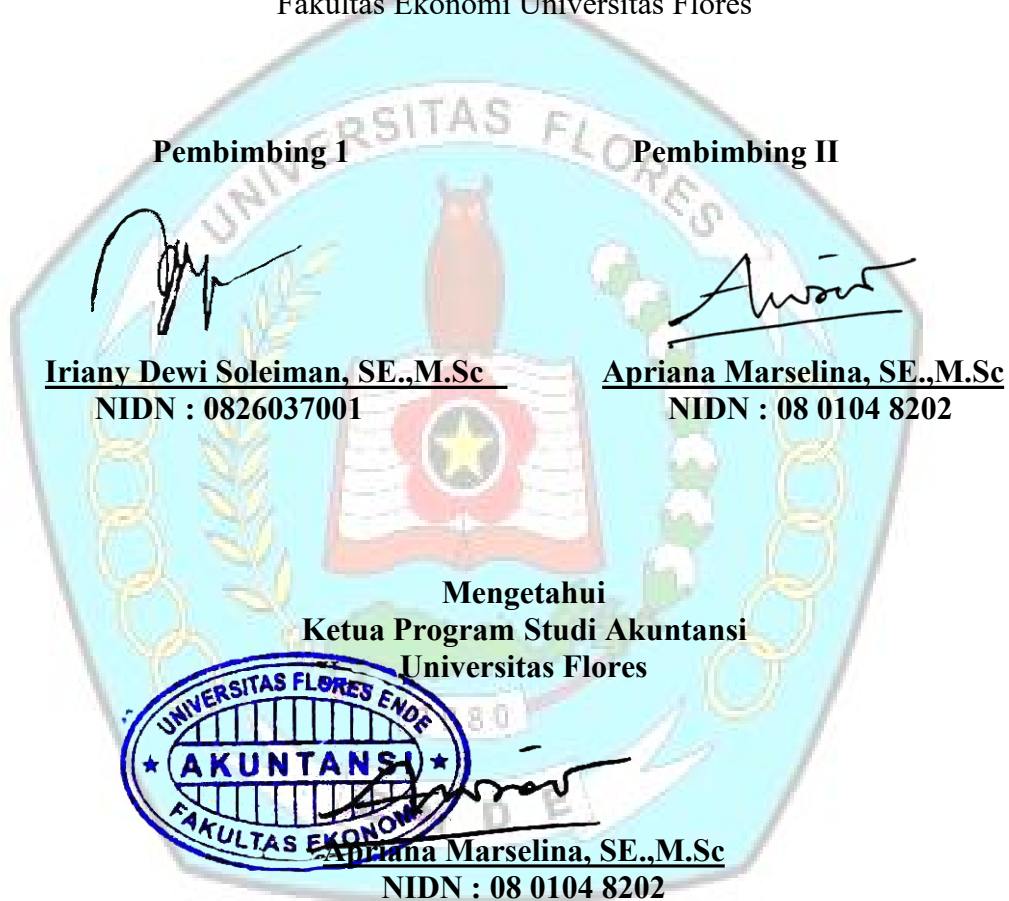 Fakultas Ekonomi Universitas Flores
UNIVERSITAS FLORES
Pembimbing 1
Pembimbing II
Iriany Dewi Soleiman, SE.,M.Sc
Apriana Marselina, SE.,M.Sc
NIDN : 0826037001
NIDN : 08 0104 8202
Mengetahui
Ketua Program Studi Akuntansi
Universitas Flores
UNIVERSITAS FLORES ENDE
AKUNTANSI
FAKULTAS EKONOMI
Apriana Marselina, SE.,M.Sc
NIDN : 08 0104 8202